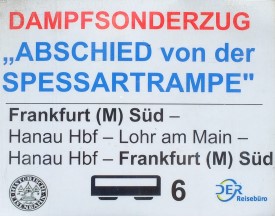 DAMPFSONDERZUG
„ABSCHIED von der
SPESSARTRAMPE"
Frankfurt (M) Süd –
Hanau Hbf – Lohr am Main –
Hanau Hbf – Frankfurt (M) Süd
6
DER
Reisebüro